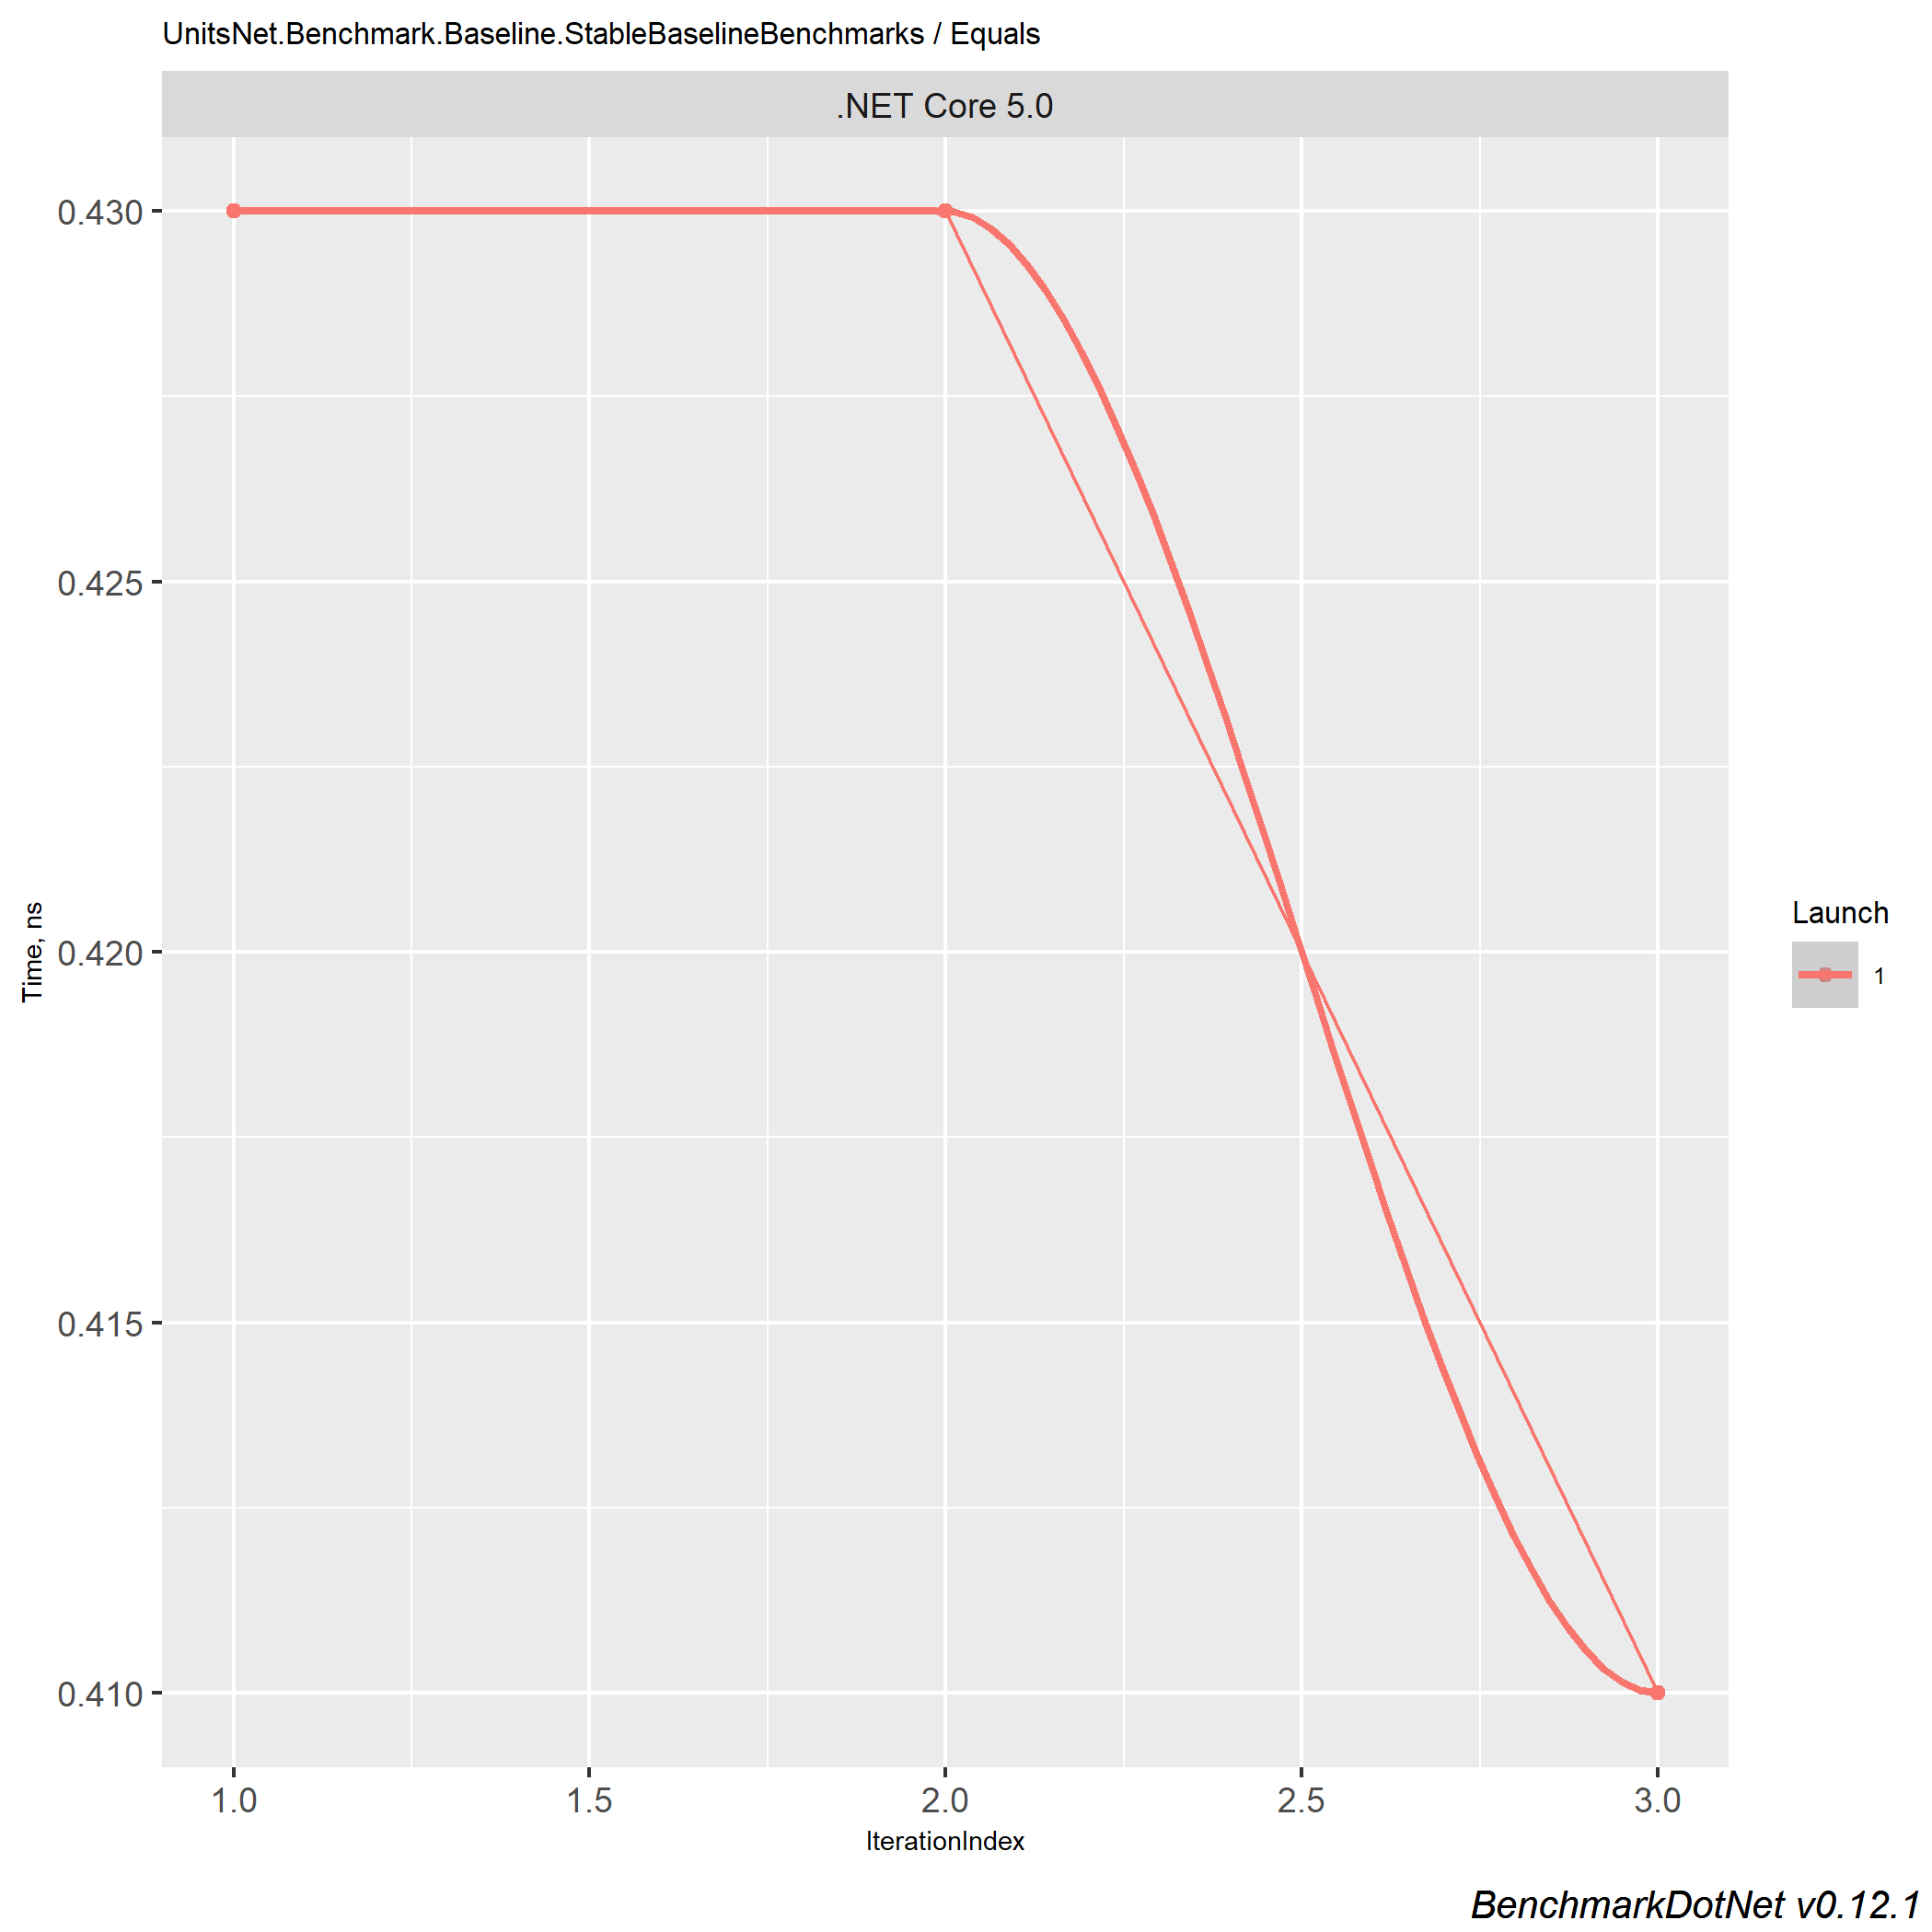 UnitsNet.Benchmark.Baseline.StableBaselineBenchmarks / Equals
.NET Core 5.0
0.430
0.425
0.420
0.415
0.410
Time, ns
1.0 1.5 2.0 2.5 3.0
IterationIndex
Launch
1
BenchmarkDotNet v0.12.1